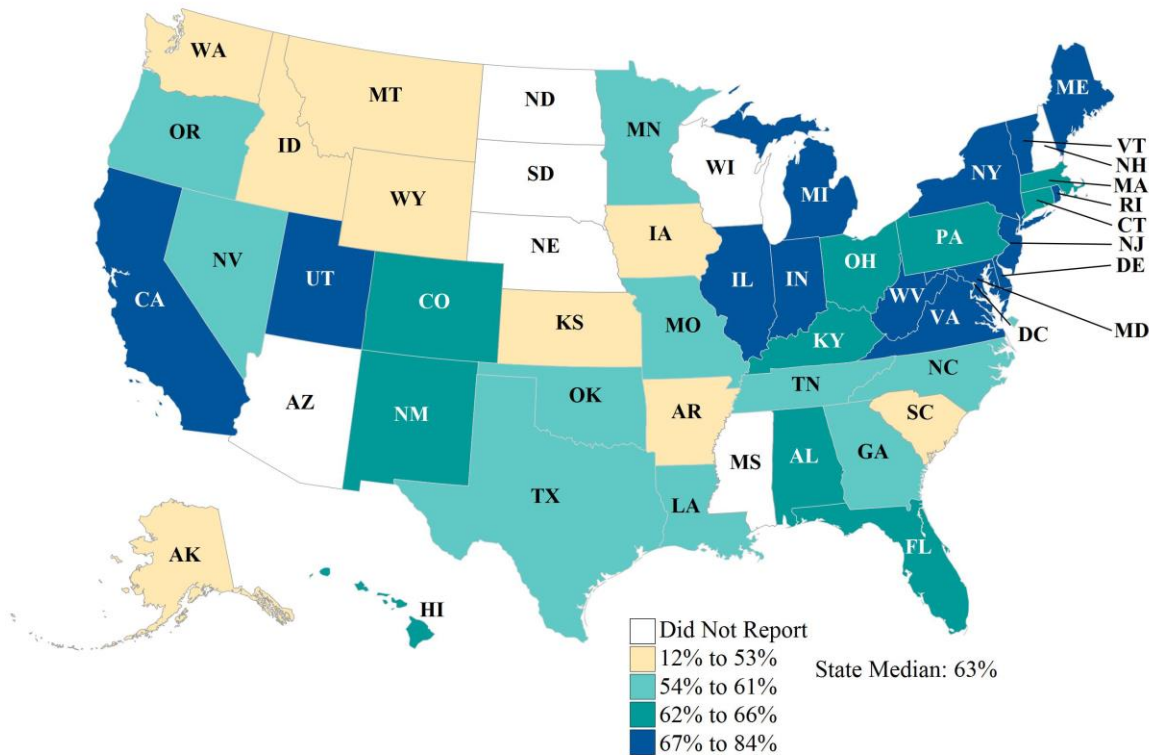 WA
MT
ND
MN
ME
OR
ID
SD
WI
VT
NH
WY
MI
NY
MA
RI
CT
NE
IA
PA
NJ
NV
UT
IL
IN
OH
DE
CA
CO
WV
VA
KS
MO
KY
DC
MD
AZ
NM
OK
AR
TN
NC
SC
TX
LA
MS
AL
GA
AK
HI
FL
Did Not Report
12% to 53%
54% to 61%
62% to 66%
67% to 84%
State Median: 63%